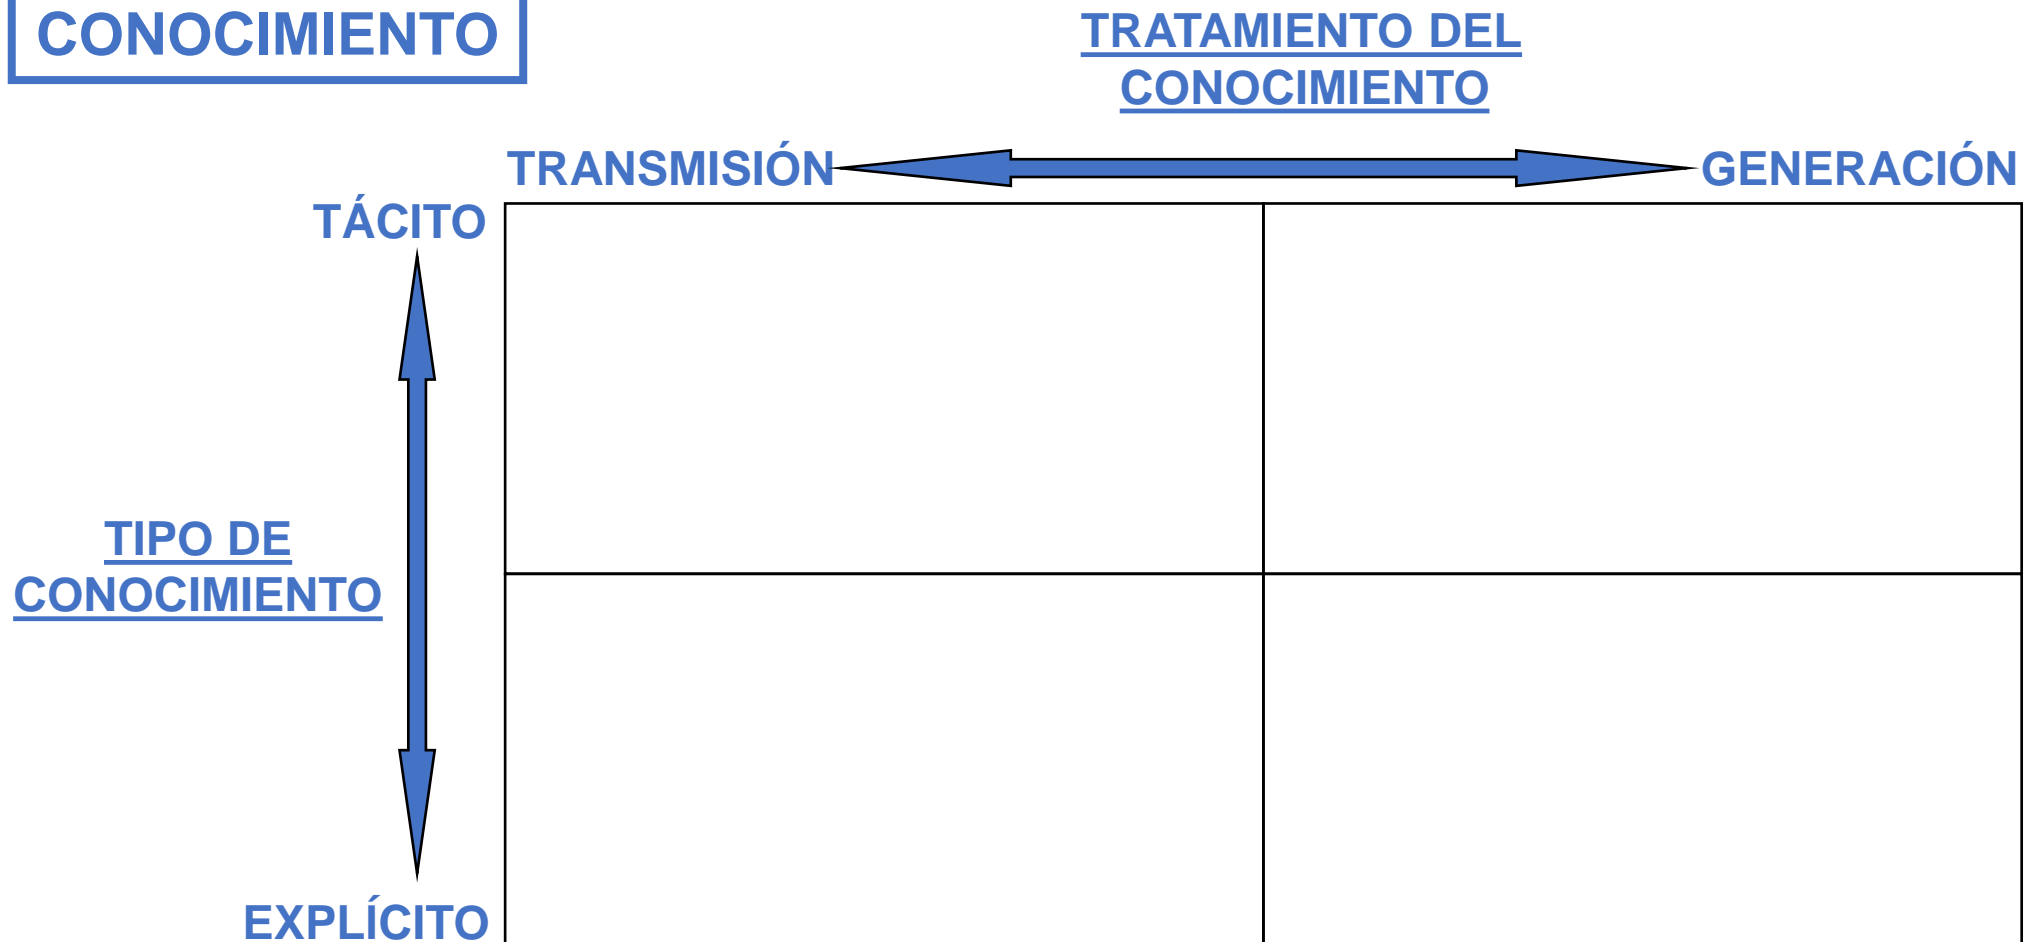 CONOCIMIENTO
TRATAMIENTO DEL
CONOCIMIENTO
TRANSMISIÓN
GENERACIÓN
TÁCITO
TIPO DE
CONOCIMIENTO
EXPLÍCITO